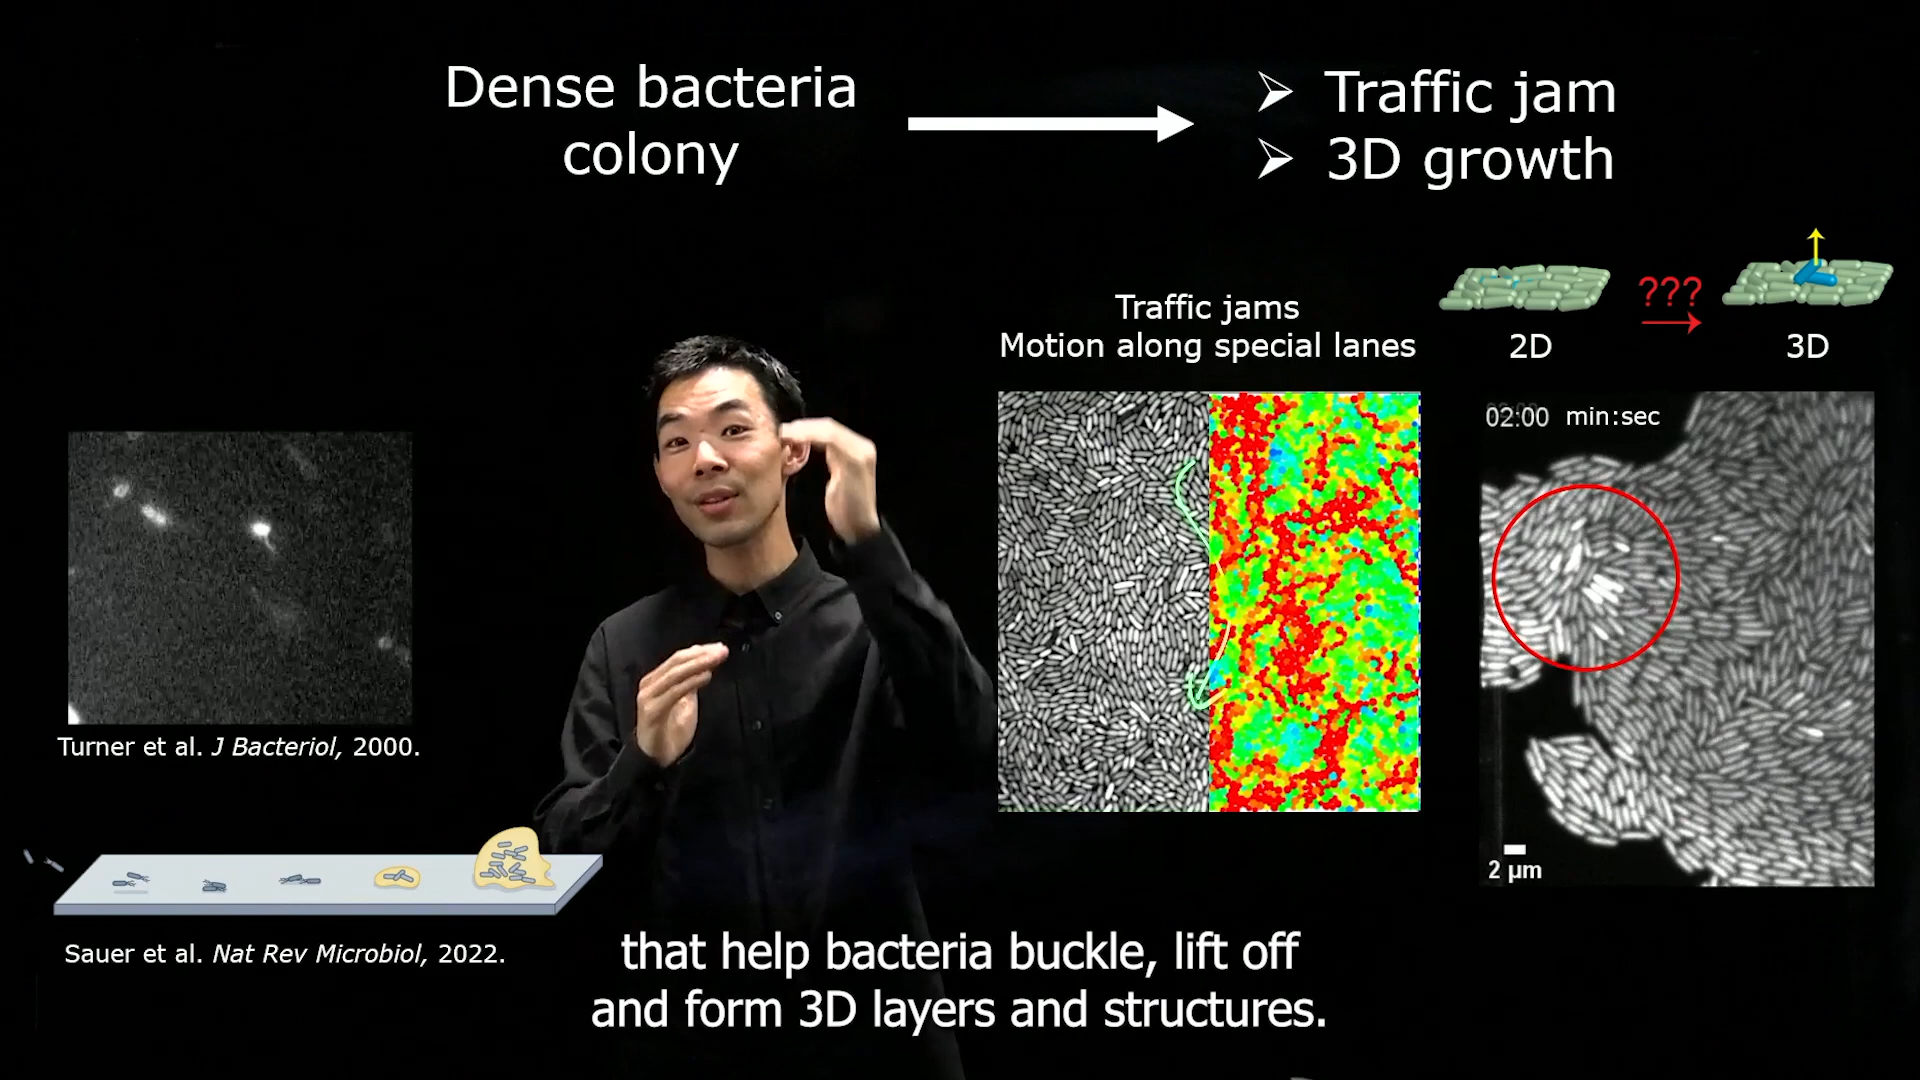 Dense bacteria
colony
➢ Traffic jam
➢ 3D growth
Traffic jams
Motion along special lanes
???
2D
3D
02:00 min:sec
2 µm
Turner et al. J Bacteriol, 2000.
Sauer et al. Nat Rev Microbiol, 2022.
that help bacteria buckle, lift off
and form 3D layers and structures.